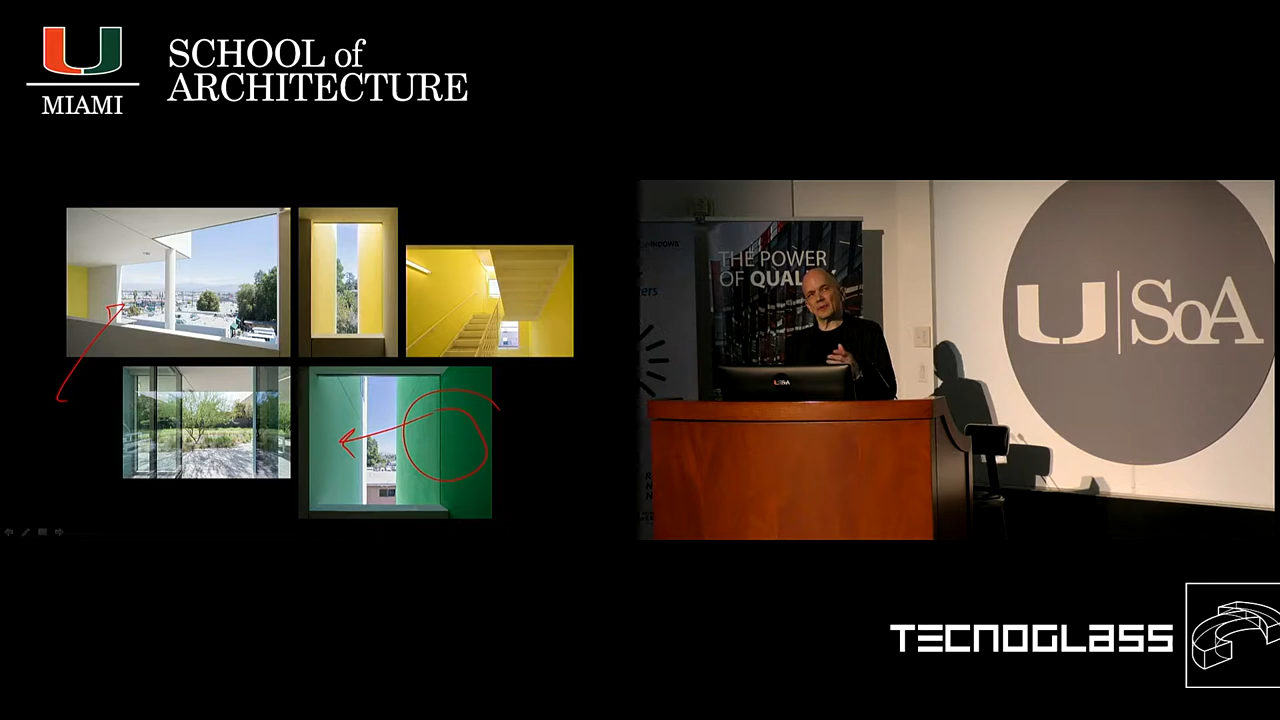 SCHOOL of
ARCHITECTURE
MIAMI
THE POWER
OF QUAL
U SoA
TECNOGLASS